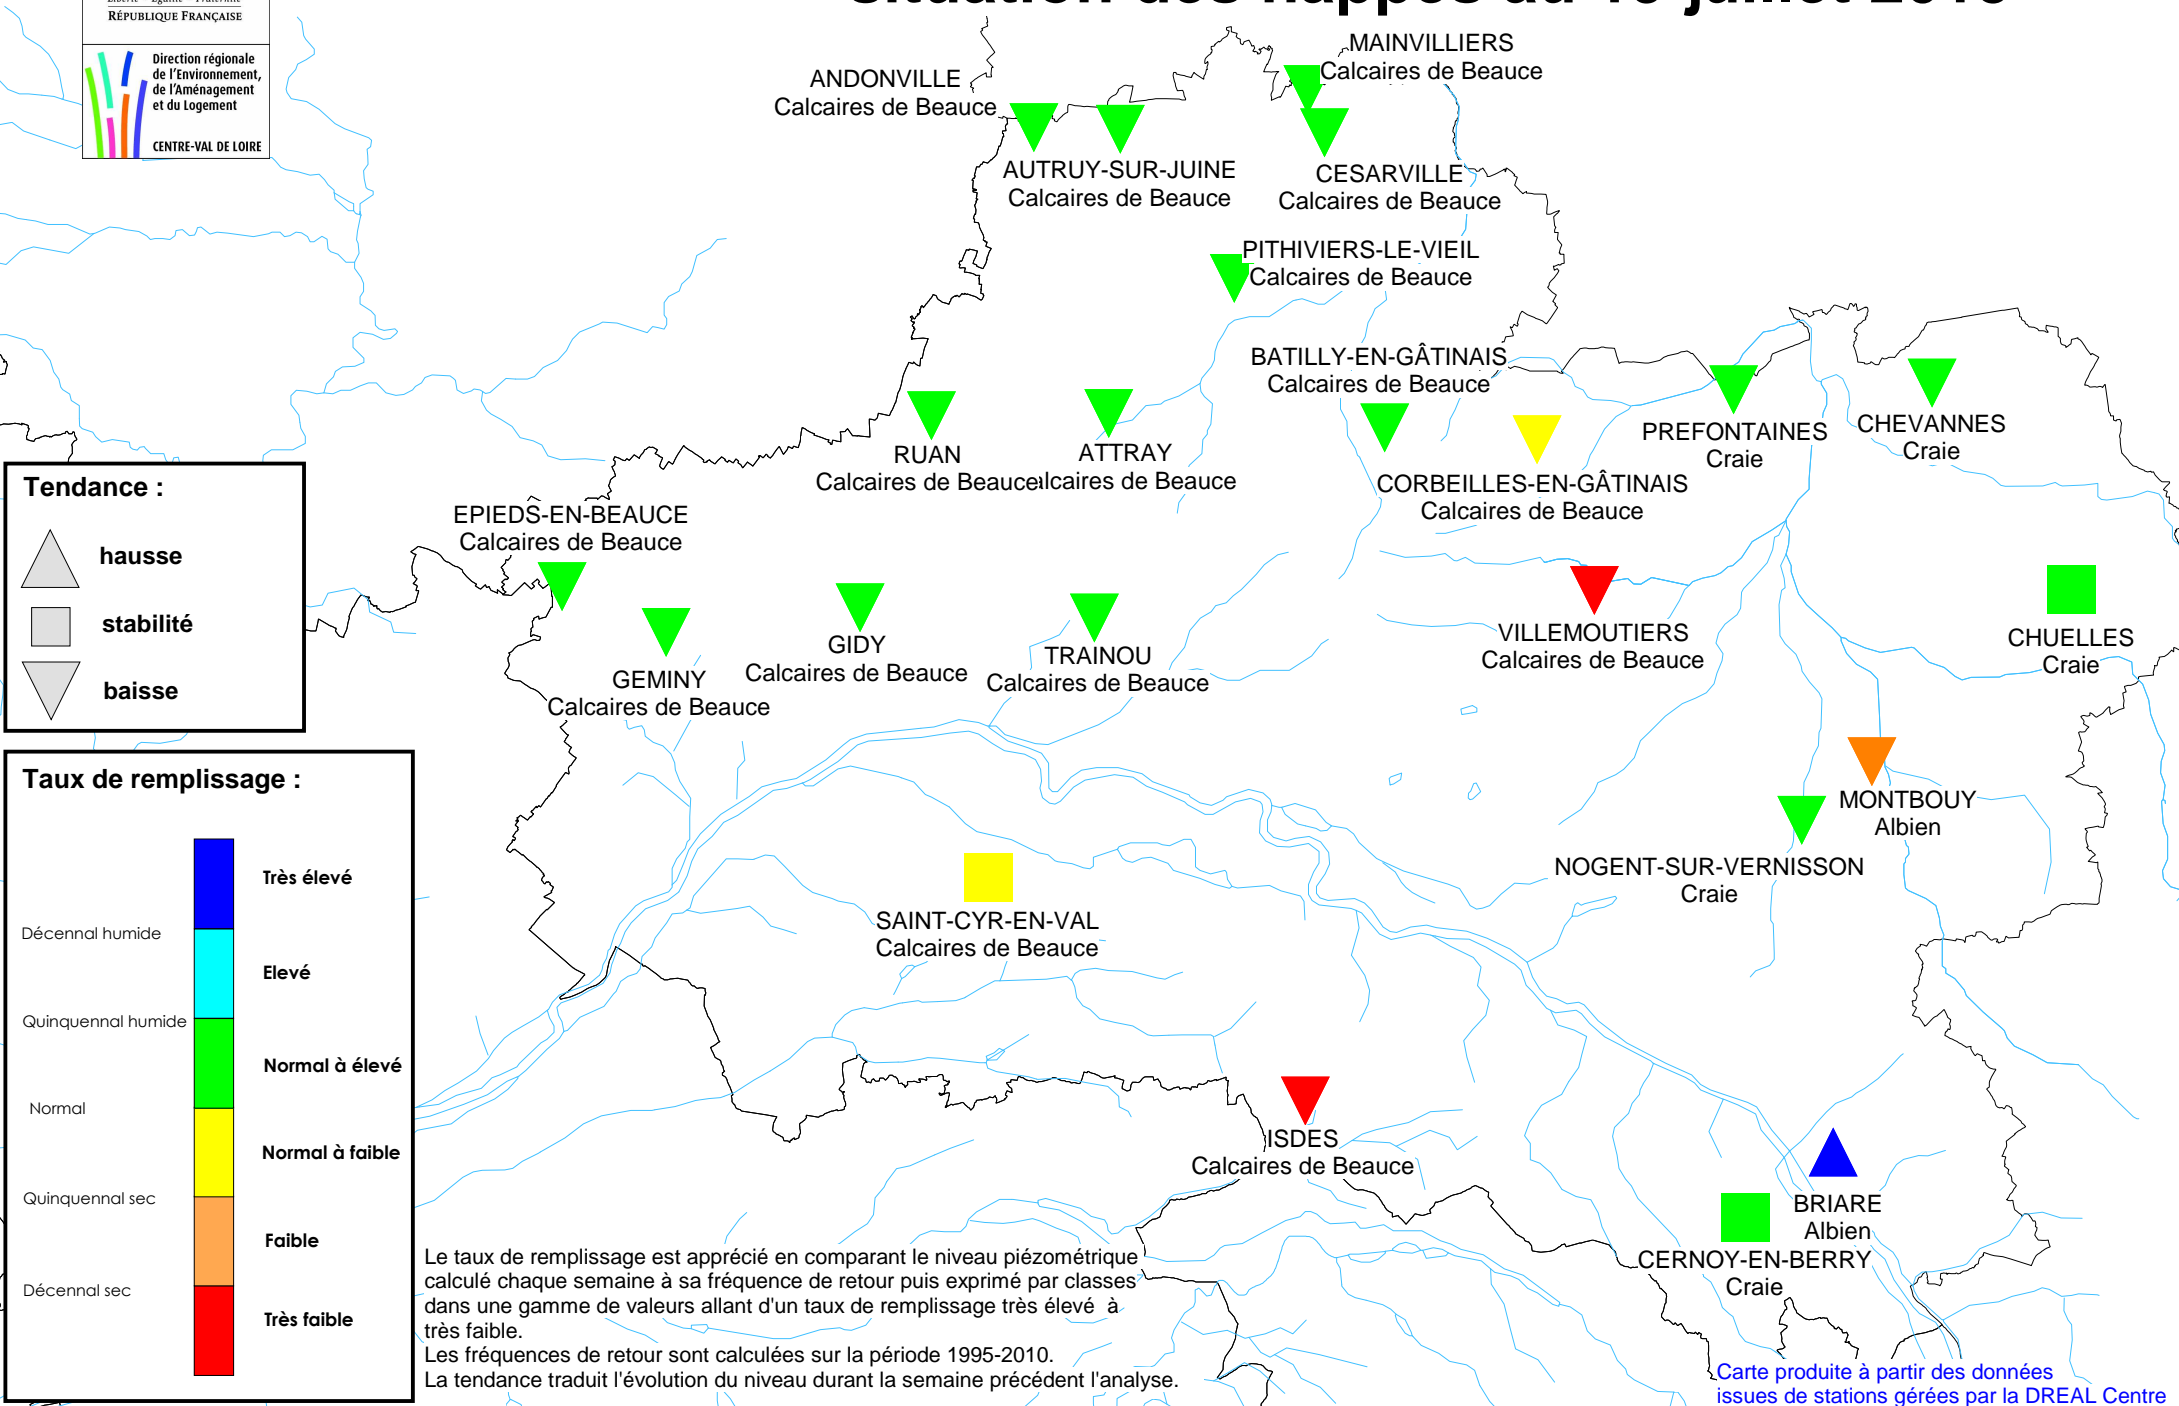 RÉPUBLIQUE FRANÇAISE
Direction régionale
de l'Environnement,
de l'Aménagement
et du Logement
CENTRE-VAL DE LOIRE
MAINVILLIERS
Calcaires de Beauce
ANDONVILLE
Calcaires de Beauce
AUTRUY-SUR-JUINE
Calcaires de Beauce
CESARVILLE
Calcaires de Beauce
PITHIVIERS-LE-VIEIL
Calcaires de Beauce
BATILLY-EN-GÂTINAIS
Calcaires de Beauce
PREFONTAINES
Craie
CHEVANNES
Craie
RUAN
Calcaires de Beauce
ATTRAY
lcaires de Beauce
CORBEILLES-EN-GÂTINAIS
Calcaires de Beauce
EPIEDS-EN-BEAUCE
Calcaires de Beauce
VILLEMOUTIERS
Calcaires de Beauce
CHUELLES
Craie
GIDY
Calcaires de Beauce
TRAINOU
Calcaires de Beauce
GEMINY
Calcaires de Beauce
MONTBOUY
Albien
NOGENT-SUR-VERNISSON
Craie
SAINT-CYR-EN-VAL
Calcaires de Beauce
ISDES
Calcaires de Beauce
BRIARE
Albien
CERNOY-EN-BERRY
Craie
Tendance :
hausse
stabilité
baisse
Taux de remplissage :
Très élevé
Décennal humide
Elevé
Quinquennal humide
Normal à élevé
Normal
Normal à faible
Quinquennal sec
Faible
Décennal sec
Très faible
Le taux de remplissage est apprécié en comparant le niveau piézométrique
calculé chaque semaine à sa fréquence de retour puis exprimé par classes
dans une gamme de valeurs allant d'un taux de remplissage très élevé à
très faible.
Les fréquences de retour sont calculées sur la période 1995-2010.
La tendance traduit l'évolution du niveau durant la semaine précédent l'analyse.
Carte produite à partir des données
issues de stations gérées par la DREAL Centre